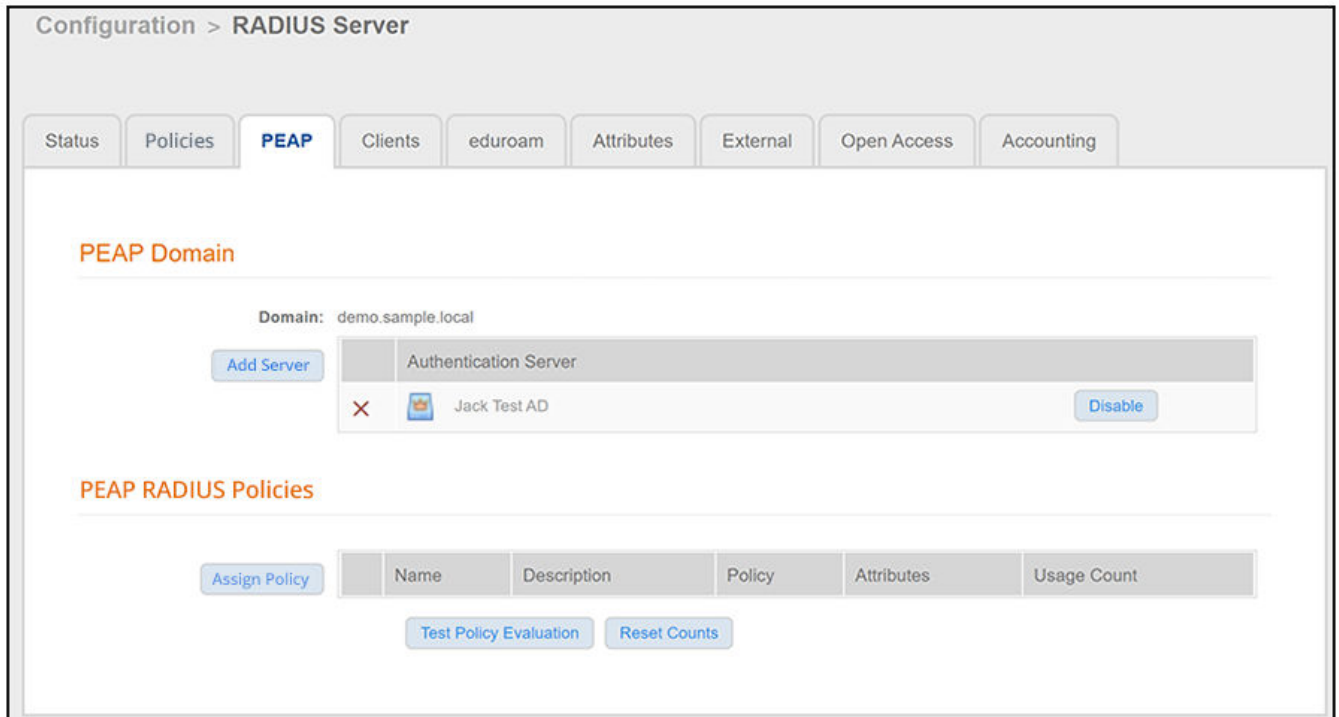 Configuration > RADIUS Server
Status Policies PEAP Clients eduroam Attributes External Open Access Accounting
PEAP Domain
Domain: demo.sample.local
Add Server Authentication Server
Jack Test AD Disable
PEAP RADIUS Policies
Assign Policy Name Description Policy Attributes Usage Count
Test Policy Evaluation Reset Counts